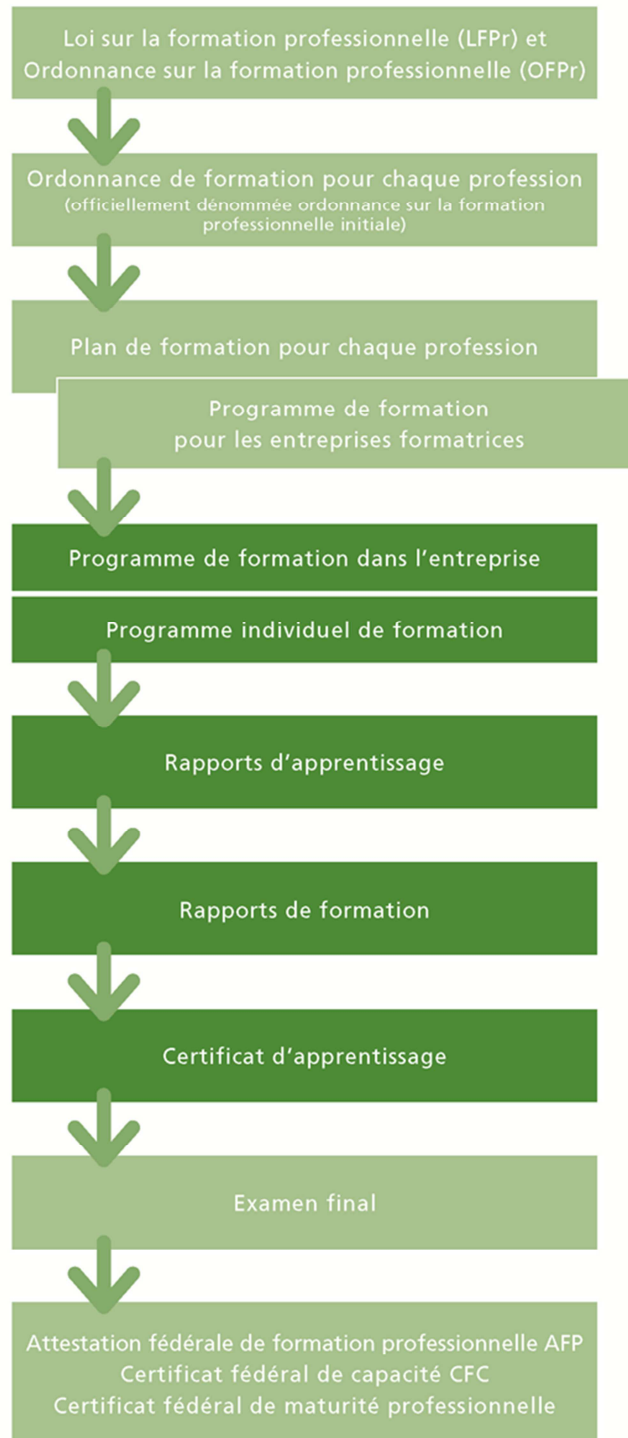 Loi sur la formation professionnelle (LFPr) et
Ordonnance sur la formation professionnelle (OFPr)
Ordonnance de formation pour chaque profession
(officiellement dénommée ordonnance sur la formation
professionnelle initiale)
Plan de formation pour chaque profession
Programme de formation
pour les entreprises formatrices
Programme de formation dans l'entreprise
Programme individuel de formation
Rapports d'apprentissage
Rapports de formation
Certificat d'apprentissage
Examen final
Attestation fédérale de formation professionnelle AFP
Certificat fédéral de capacité CFC
Certificat fédéral de maturité professionnelle